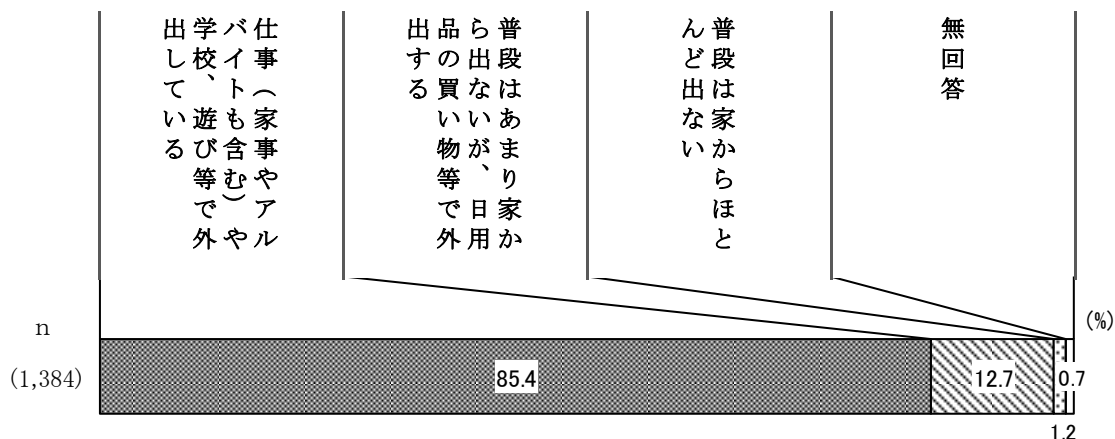 仕事（家事やアル
バイトも含む）や
学校、遊び等で外
出している
普段はあまり家か
ら出ないが、日用
品の買い物等で外
出する
普段は家からほと
んど出ない
無回答
(%)
n
(1,384)
85.4
12.7
0.7
1.2